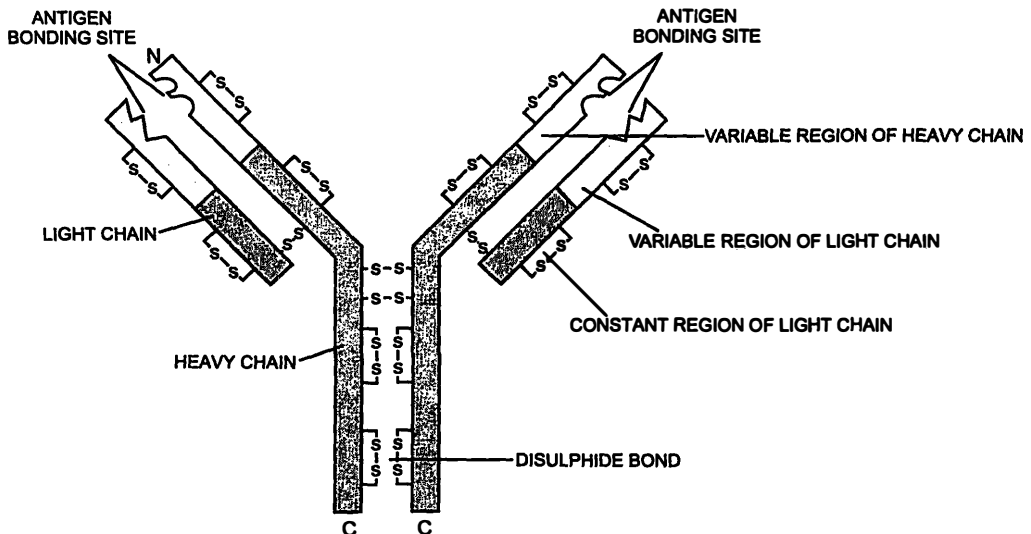 ANTIGEN
BONDING SITE
ANTIGEN
BONDING SITE
N
S
S
S
S
VARIABLE REGION OF HEAVY CHAIN
S
S
S
S
S
S
S
S
LIGHT CHAIN
S
S
S
S
VARIABLE REGION OF LIGHT CHAIN
S
S
S
S
S-S
S-S
CONSTANT REGION OF LIGHT CHAIN
HEAVY CHAIN
S
S
S
S
S
S
S
S
DISULPHIDE BOND
C
C